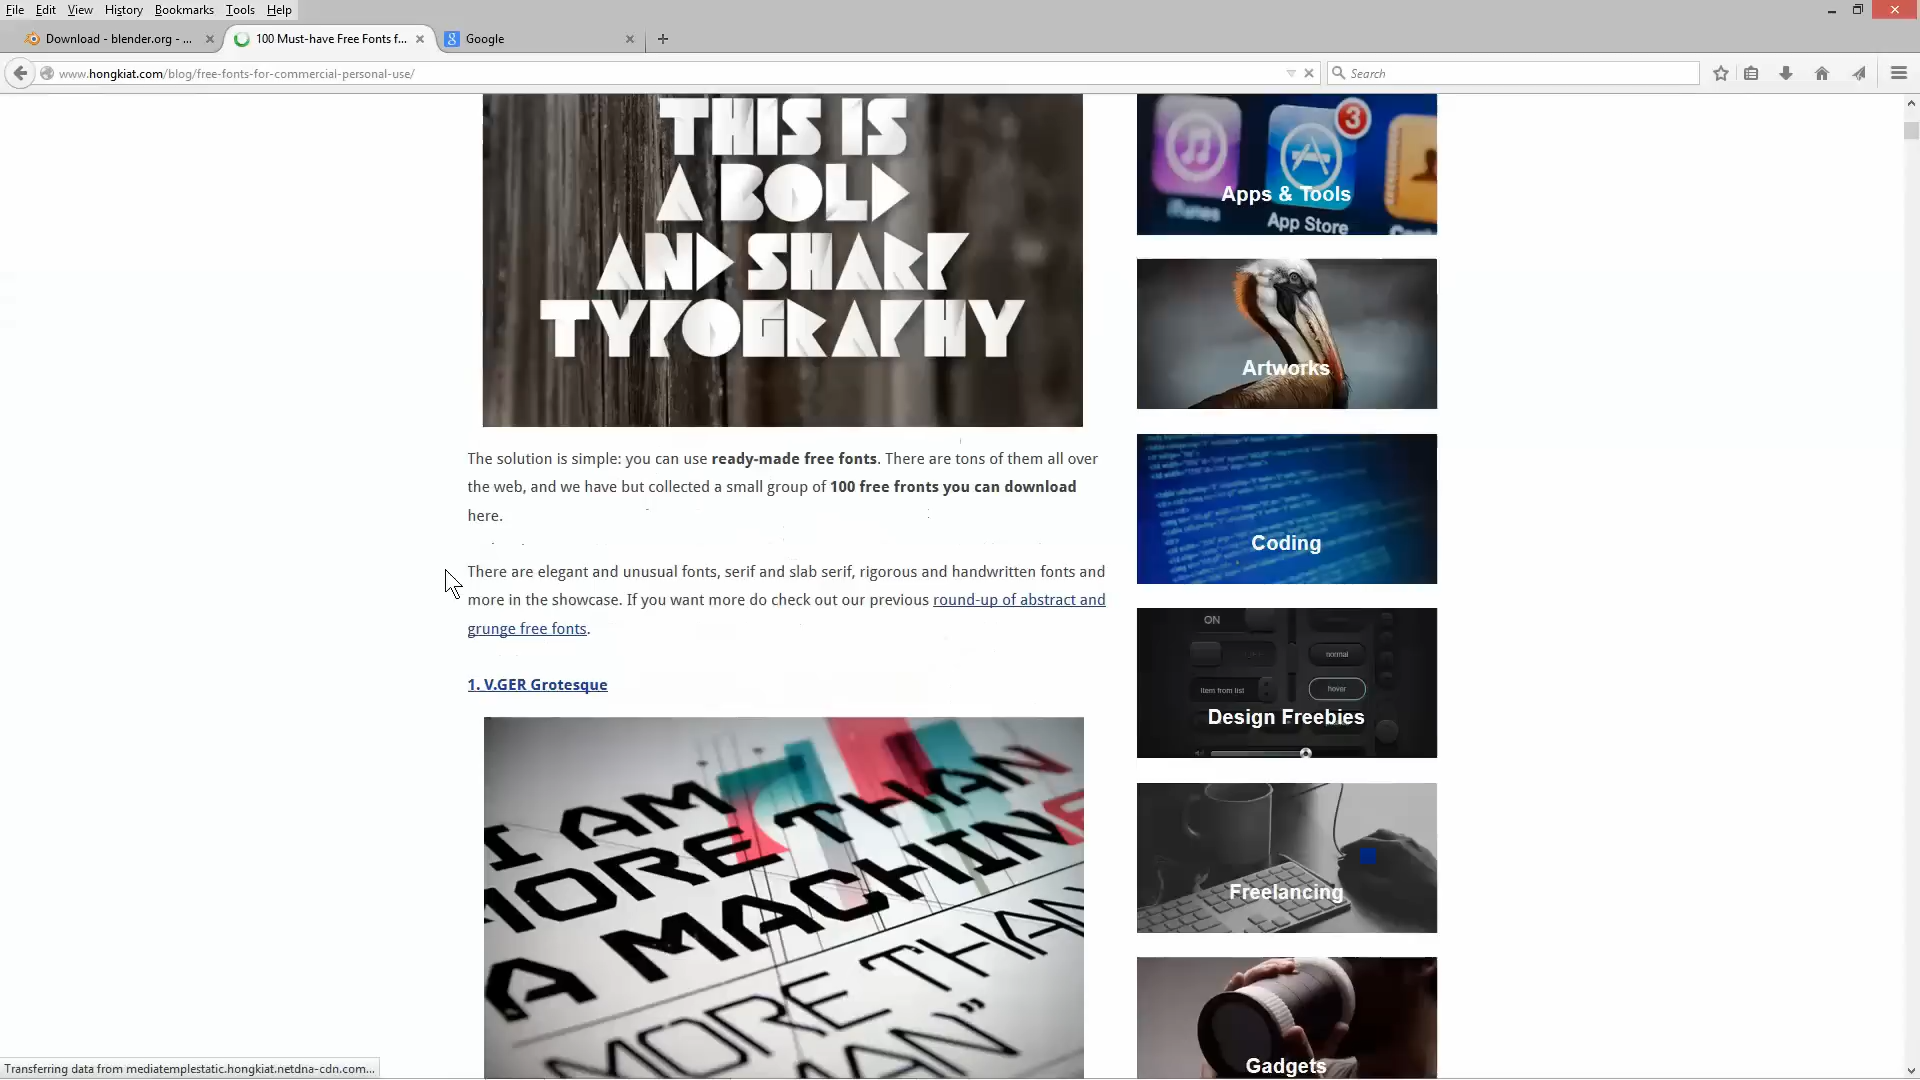 File Edit View History Bookmarks Tools Help
Download - blender.org - ...
100 Must-have Free Fonts f...
Google
www.hongkiat.com/blog/free-fonts-for-commercial-personal-use/
Search
THIS IS
A BOLD
AND SHARP
TYPOGRAPHY
The solution is simple: you can use ready-made free fonts. There are tons of them all over
the web, and we have but collected a small group of 100 free fronts you can download
here.
There are elegant and unusual fonts, serif and slab serif, rigorous and handwritten fonts and
more in the showcase. If you want more do check out our previous round-up of abstract and
grunge free fonts.
1. V.GER Grotesque
I AM
MORE THAN
A MACHINE
MORE THAN
3
iTunes
App Store
Apps & Tools
Artworks
Coding
ON
normal
Item from list
hover
Design Freebies
Freelancing
Gadgets
Transferring data from mediatemplestatic.hongkiat.netdna-cdn.com...